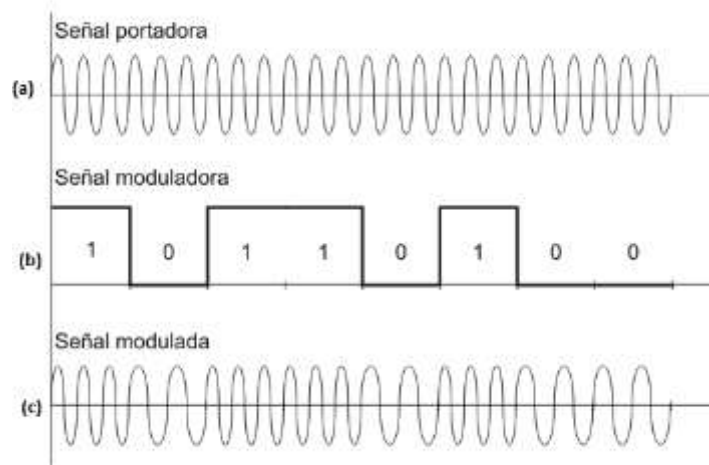 Señal portadora
(a)
Señal moduladora
(b)
1 0 1 1 0 1 0 0
Señal modulada
(c)